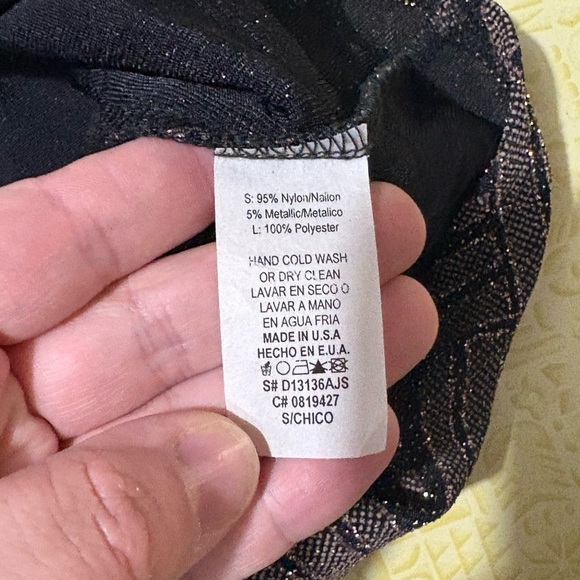 S: 95% Nylon/Nailon
5% Metallic/Metalico
L: 100% Polyester
HAND COLD WASH
OR DRY CLEAN
LAVAR EN SECO O
LAVAR A MANO
EN AGUA FRIA
MADE IN U.S.A
HECHO EN E.U.A.
S# D13136AJS
C# 0819427
S/CHICO